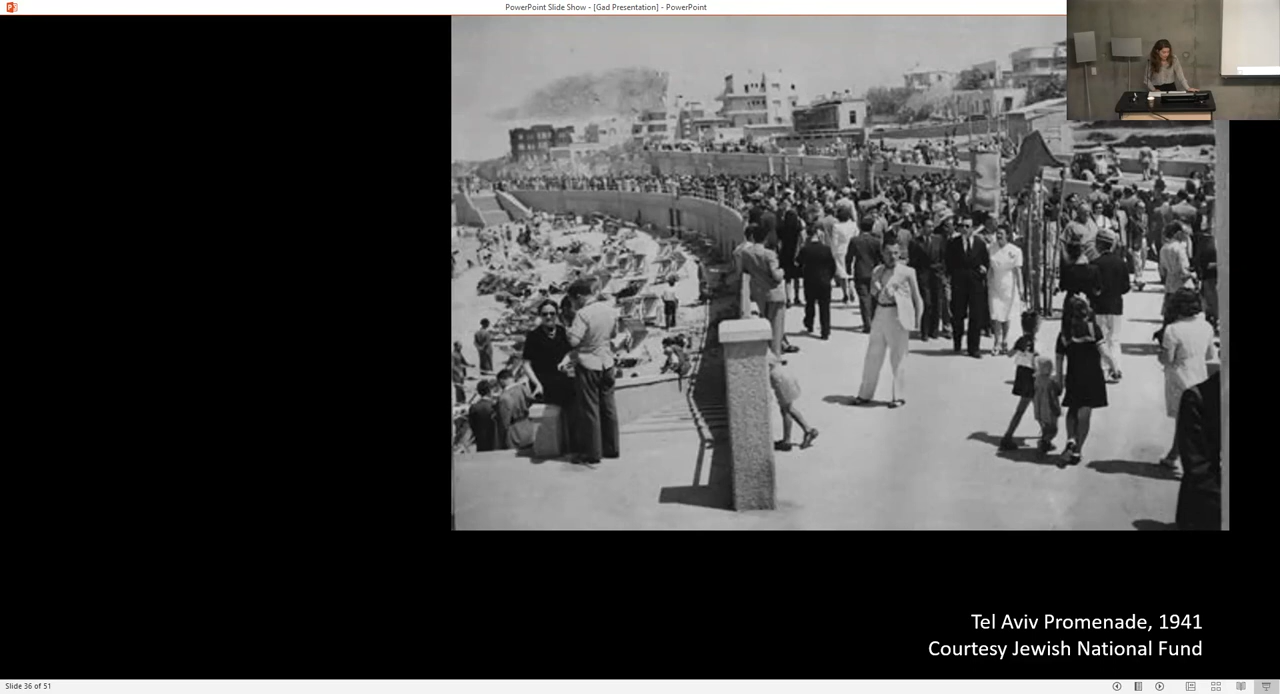 PowerPoint Slide Show - [Gad Presentation] - PowerPoint
Tel Aviv Promenade, 1941
Courtesy Jewish National Fund
Slide 36 of 51